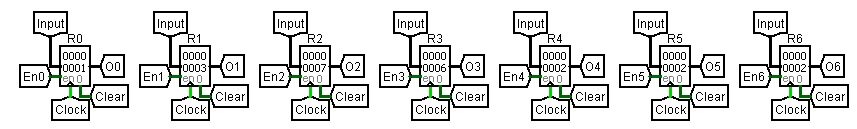 Input Input Input Input Input Input Input
R0 R1 R2 R3 R4 R5 R6
0000 0000 0000 0000 0000 0000 0000
0001 O0 0003 O1 0007 O2 0006 O3 0002 O4 0002 O5 0002 O6
En0 en 0 En1 en 0 En2 en 0 En3 en 0 En4 en 0 En5 en 0 En6 en 0
Clear Clear Clear Clear Clear Clear Clear
Clock Clock Clock Clock Clock Clock Clock